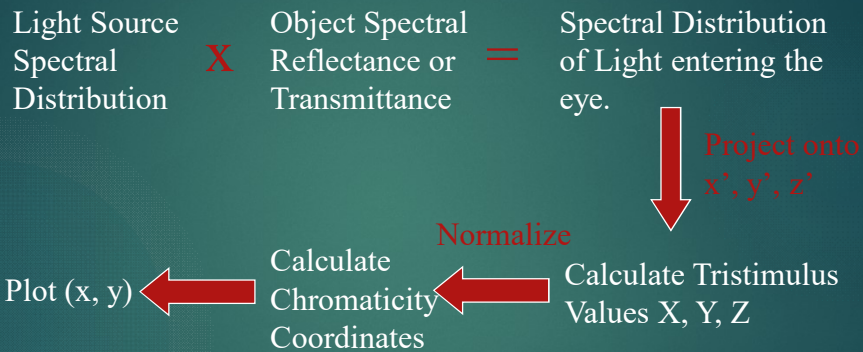 Light Source
Spectral
Distribution
x
Object Spectral
Reflectance or
Transmittance
=
Spectral Distribution
of Light entering the
eye.
Project onto
x’, y’, z’
Calculate Tristimulus
Values X, Y, Z
Normalize
Calculate
Chromaticity
Coordinates
Plot (x, y)